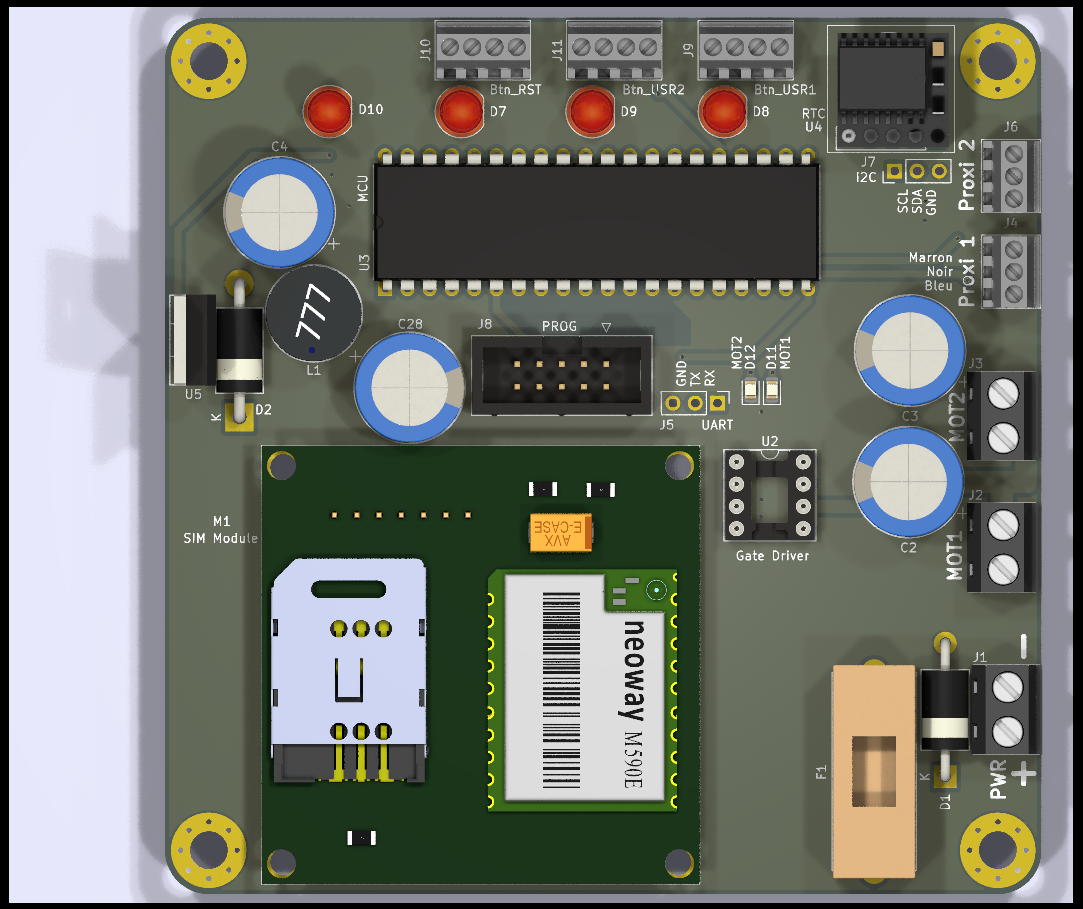 J10
J11
J9
Btn_RST
Btn_USR2
Btn_USR1
D10
D7
D9
D8
RTC
U4
J6
Proxi 2
J7
I2C
SCL
SDA
GND
C4
+
MCU
U3
J4
Proxi 1
Marron
Noir
Bleu
777
L1
U5
K
D2
+
C28
J8
PROG
MOT2
D12
D11
MOT1
GND
TX
RX
J5
UART
C3
+
J3
MOT2
U2
Gate Driver
C2
+
J2
MOT1
M1
SIM Module
AVX
E-CASE
neoway M590E
F1
K
D1
J1
-
+
PWR